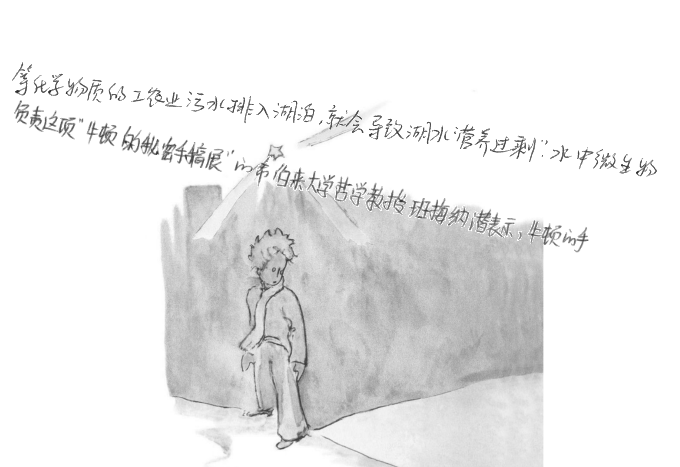 等化学物质的工农业污水排入湖泊,就会导致湖水“营养过剩”:水中微生物
负责这项“牛顿的秘密手稿展”的希伯来大学哲学教授班梅纳潜表示,牛顿的手